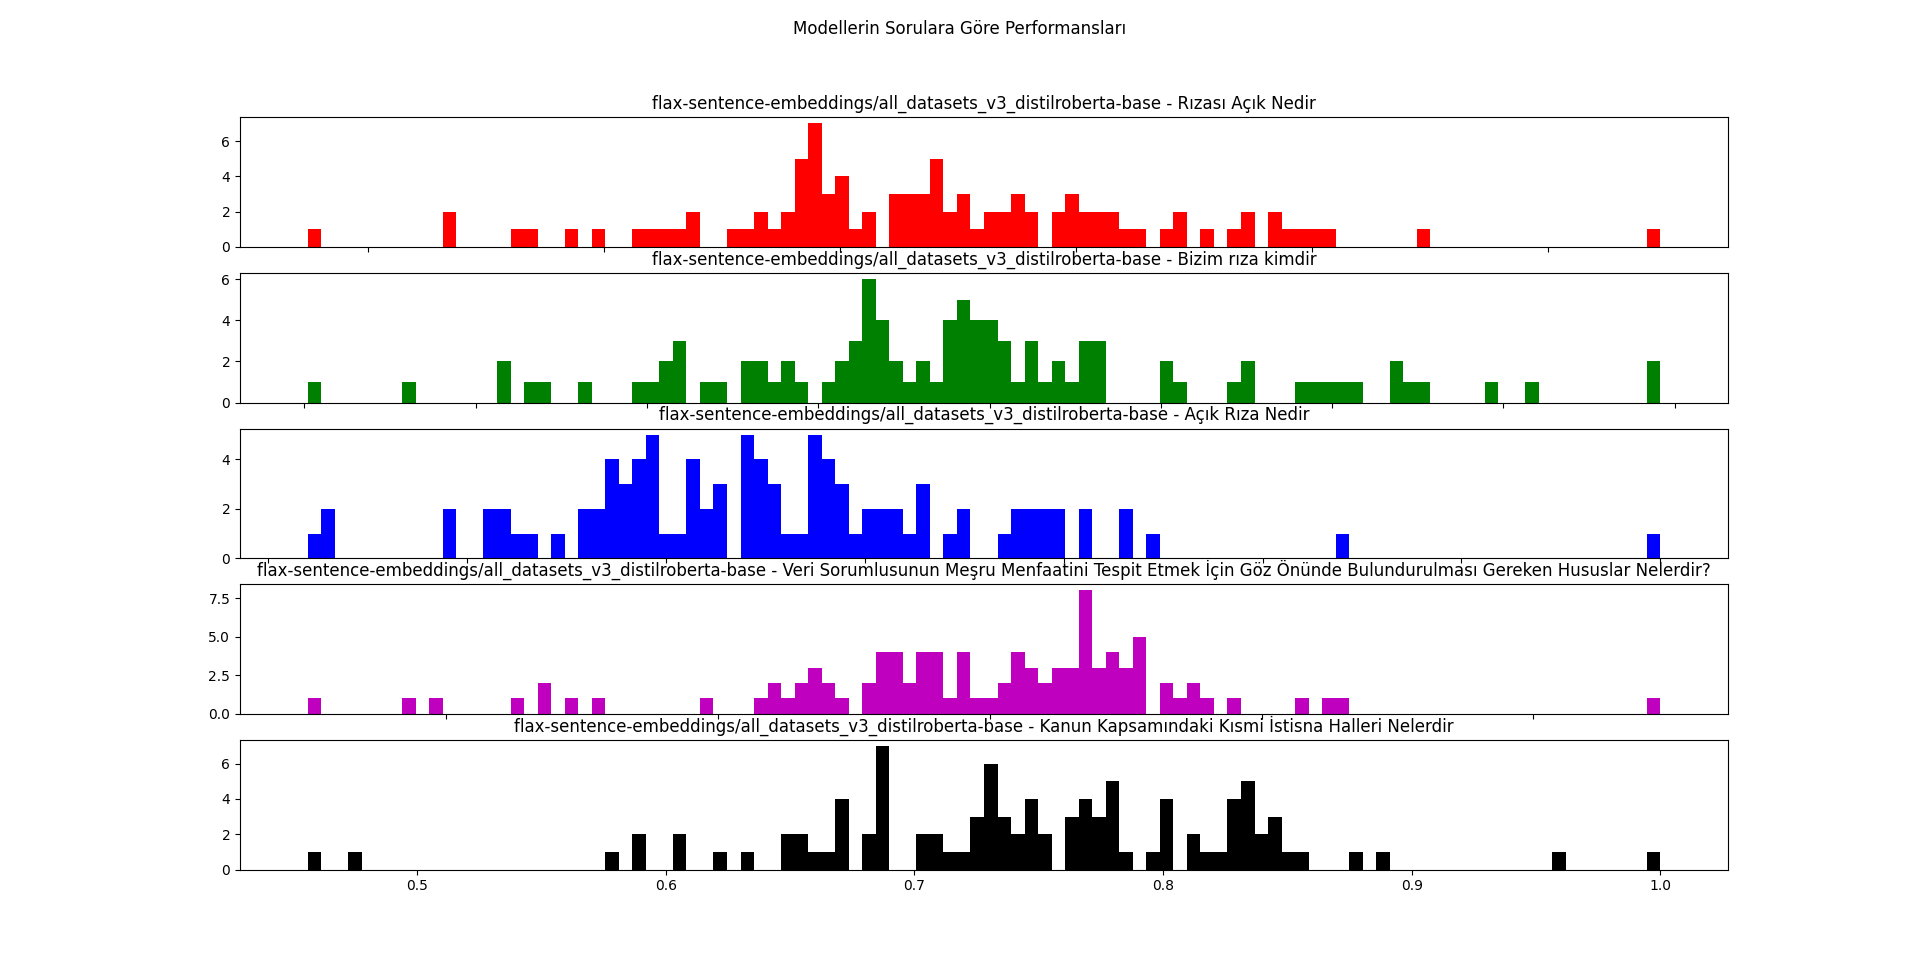 Modellerin Sorulara Göre Performansları
flax-sentence-embeddings/all_datasets_v3_distilroberta-base - Rızası Açık Nedir
6
4
2
0
flax-sentence-embeddings/all_datasets_v3_distilroberta-base - Bizim rıza kimdir
6
4
2
0
flax-sentence-embeddings/all_datasets_v3_distilroberta-base - Açık Rıza Nedir
4
2
0
flax-sentence-embeddings/all_datasets_v3_distilroberta-base - Veri Sorumlusunun Meşru Menfaatini Tespit Etmek İçin Göz Önünde Bulundurulması Gereken Hususlar Nelerdir?
7.5
5.0
2.5
0.0
flax-sentence-embeddings/all_datasets_v3_distilroberta-base - Kanun Kapsamındaki Kısmi İstisna Halleri Nelerdir
6
4
2
0
0.5 0.6 0.7 0.8 0.9 1.0